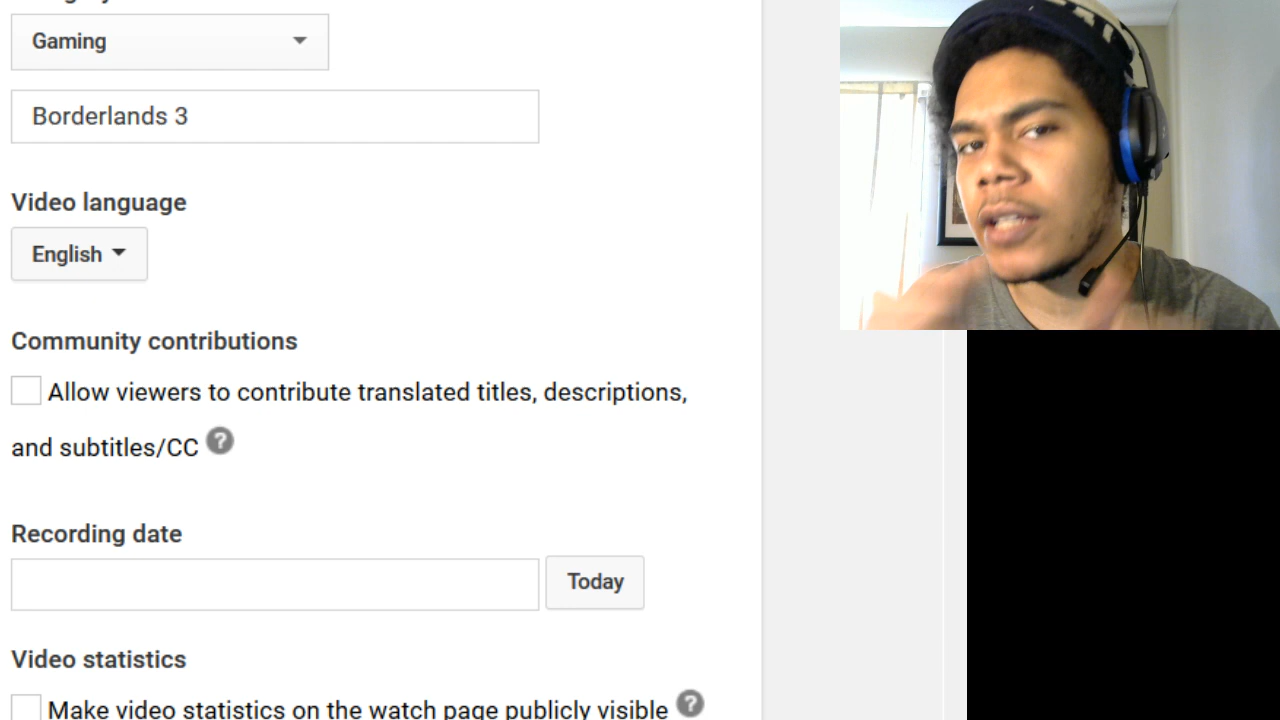 Gaming
Borderlands 3
Video language
English
Community contributions
Allow viewers to contribute translated titles, descriptions,
and subtitles/CC ?
Recording date
Today
Video statistics
Make video statistics on the watch page publicly visible ?